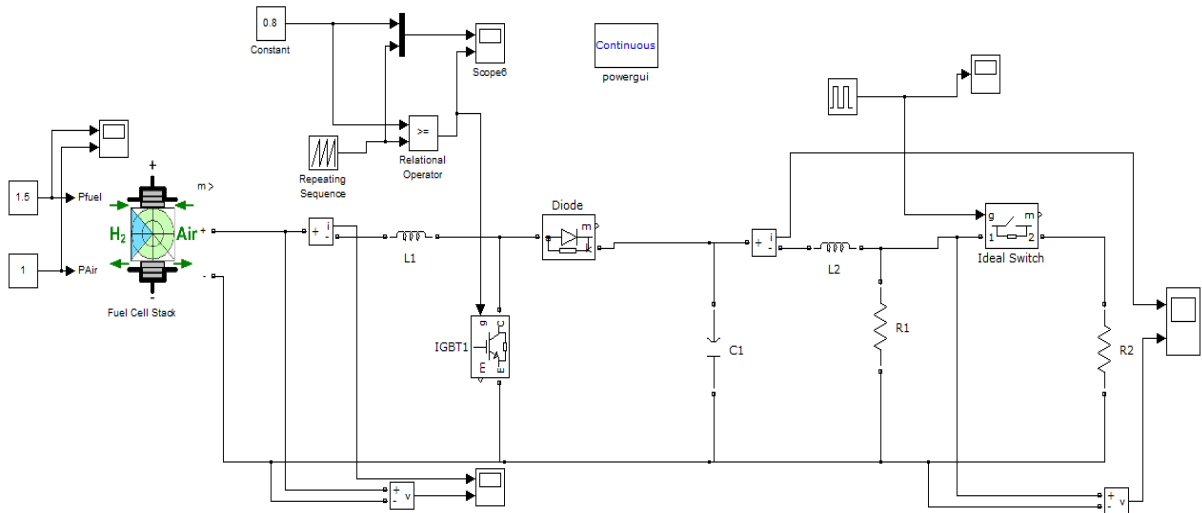 0.8
Constant
Scope6
Continuous
powergui
>=
Relational
Operator
Repeating
Sequence
+
m >
1.5
Pfuel
H2
Air
+
1
PAir
-
-
Fuel Cell Stack
+
-
i
L1
Diode
a
m
k
g
C
m
E
IGBT1
+
-
i
L2
C1
R1
g
m
1
2
Ideal Switch
R2
+
-
v
+
-
v